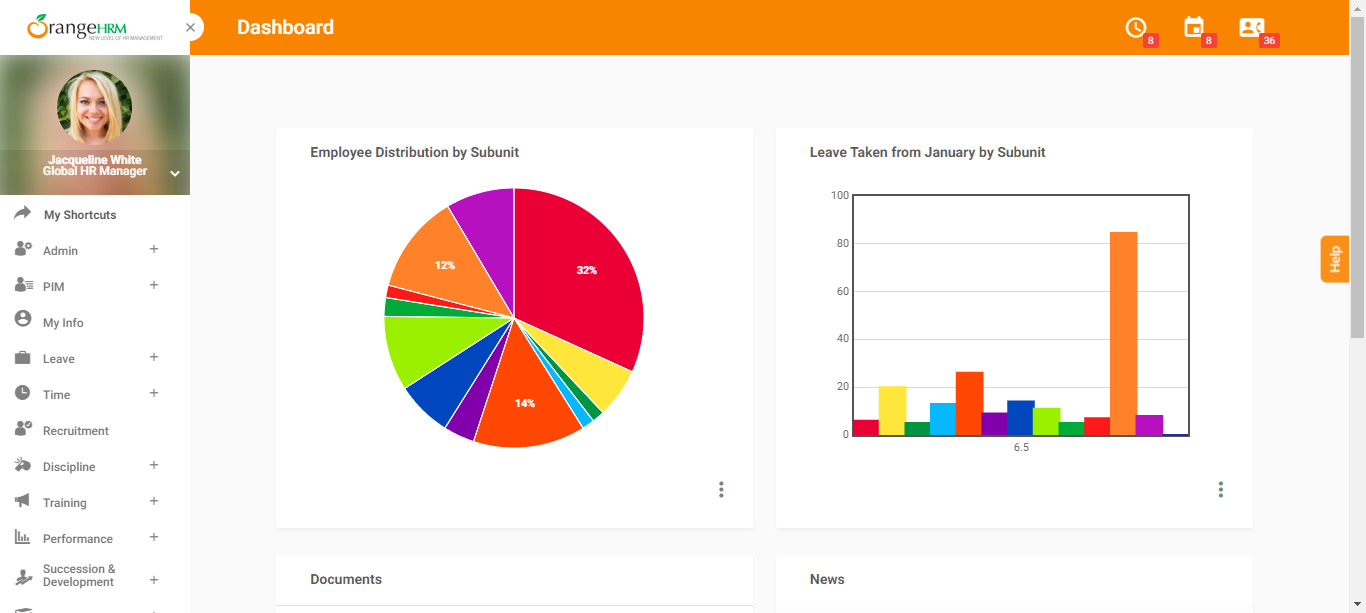 OrangeHRM
NEW LEVEL OF HR MANAGEMENT
Dashboard
8
8
36
Jacqueline White
Global HR Manager
My Shortcuts
Admin
PIM
My Info
Leave
Time
Recruitment
Discipline
Training
Performance
Succession &
Development
Employee Distribution by Subunit
32%
12%
14%
Leave Taken from January by Subunit
100
80
60
40
20
0
6.5
Help
Documents
News